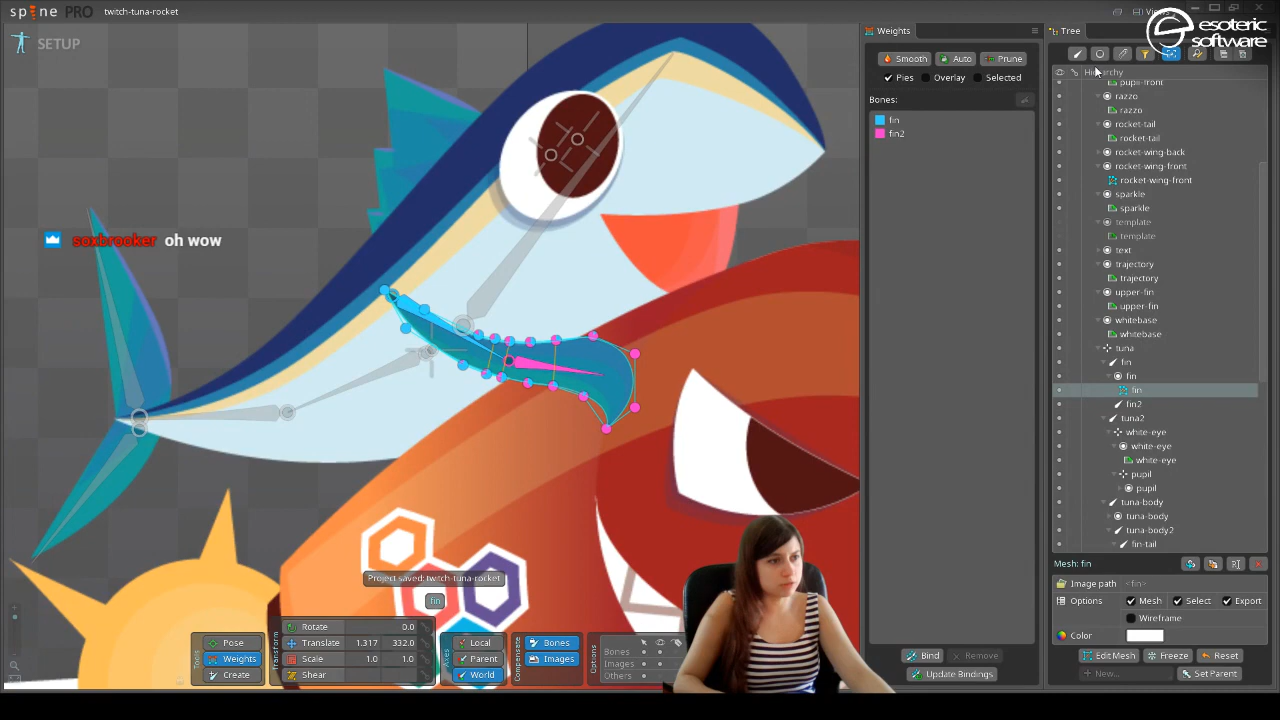 spine PRO twitch-tuna-rocket Views
esoteric
software
SETUP
Weights
Smooth Auto Prune
Pies Overlay Selected
Bones:
fin
fin2
Tree
Hierarchy
pupil-front
razzo
razzo
rocket-tail
rocket-tail
rocket-wing-back
rocket-wing-front
rocket-wing-front
sparkle
sparkle
template
template
text
trajectory
trajectory
upper-fin
upper-fin
whitebase
whitebase
tuna
fin
fin
fin
fin2
tuna2
white-eye
white-eye
white-eye
pupil
pupil
tuna-body
tuna-body
tuna-body2
fin-tail
soxbrooker oh wow
Project saved: twitch-tuna-rocket
fin
Tools
Pose
Weights
Create
Transform
Rotate 0.0
Translate 1.317 332.0
Scale 1.0 1.0
Shear
Axes
Local
Parent
World
Compensate
Bones
Images
Options
Bones
Images
Others
Bind Remove
Update Bindings
Mesh: fin
Image path <fin>
Options Mesh Select Export
Wireframe
Color
Edit Mesh Freeze Reset
New... Set Parent